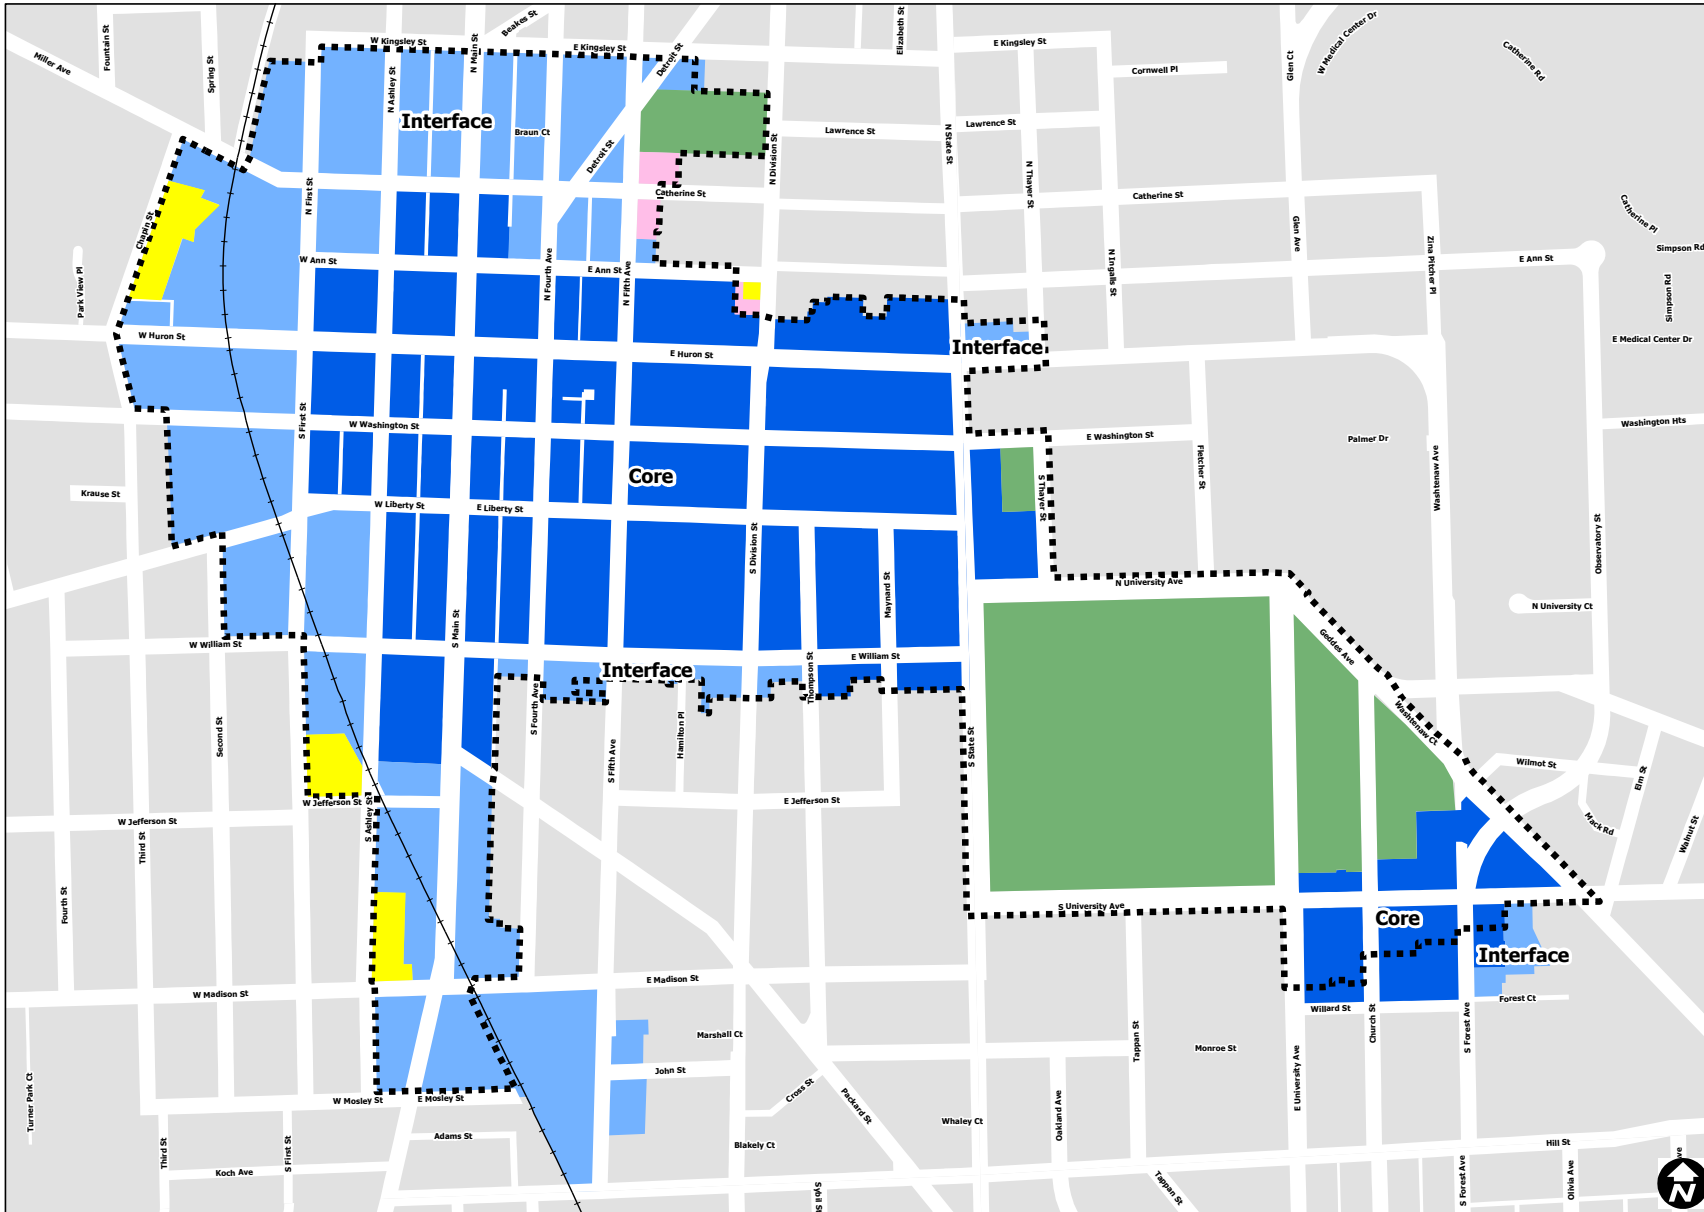 Beakes St
W Kingsley St
E Kingsley St
Elizabeth St
E Kingsley St
W Medical Center Dr
Catherine Rd
Fountain St
Miller Ave
Spring St
N Ashley St
N Main St
Detroit St
Glen Ct
Cornwell Pl
Interface
Braun Ct
Detroit St
N Division St
Lawrence St
N State St
Lawrence St
N First St
Catherine St
N Thayer St
Catherine St
Catherine Pl
Chapin St
Glen Ave
Zina Pitcher Pl
Simpson Rd
Park View Pl
W Ann St
N Fourth Ave
E Ann St
N Fifth Ave
N Ingalls St
E Ann St
Simpson Rd
W Huron St
E Huron St
Interface
E Medical Center Dr
S First St
W Washington St
E Washington St
Palmer Dr
Washington Hts
Krause St
Core
Fletcher St
Washtenaw Ave
W Liberty St
E Liberty St
S Thayer St
S Division St
Observatory St
Maynard St
N University Ave
N University Ct
W William St
S Main St
E William St
Geddes Ave
Interface
Thompson St
Second St
S Fourth Ave
S Fifth Ave
Hamilton Pl
S State St
Washtenaw Ct
Wilmot St
Elm St
W Jefferson St
W Jefferson St
E Jefferson St
Third St
S Ashley St
Mack Rd
Walnut St
Fourth St
S University Ave
Core
Interface
W Madison St
E Madison St
Forest Ct
Willard St
Church St
S Forest Ave
Marshall Ct
Tappan St
Monroe St
John St
E University Ave
Turner Park Ct
W Mosley St
E Mosley St
Cross St
Packard St
Oakland Ave
Whaley Ct
Adams St
Blakely Ct
Third St
S First St
Koch Ave
Hill St
Sybil St
Tappan St
S Forest Ave
Olivia Ave
N